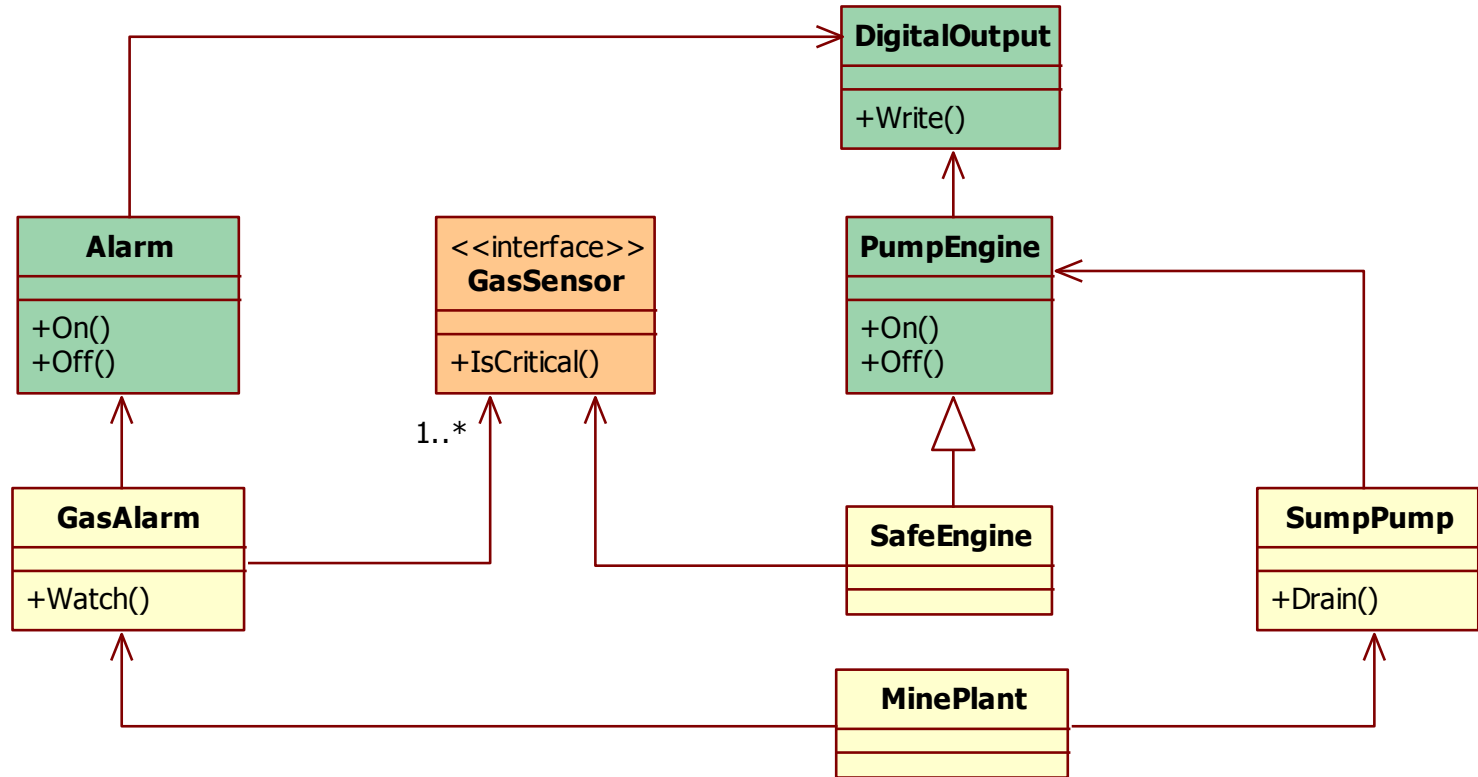 DigitalOutput
+Write()
Alarm
+On()
+Off()
<<interface>>
GasSensor
+IsCritical()
PumpEngine
+On()
+Off()
1..*
GasAlarm
+Watch()
SafeEngine
SumpPump
+Drain()
MinePlant